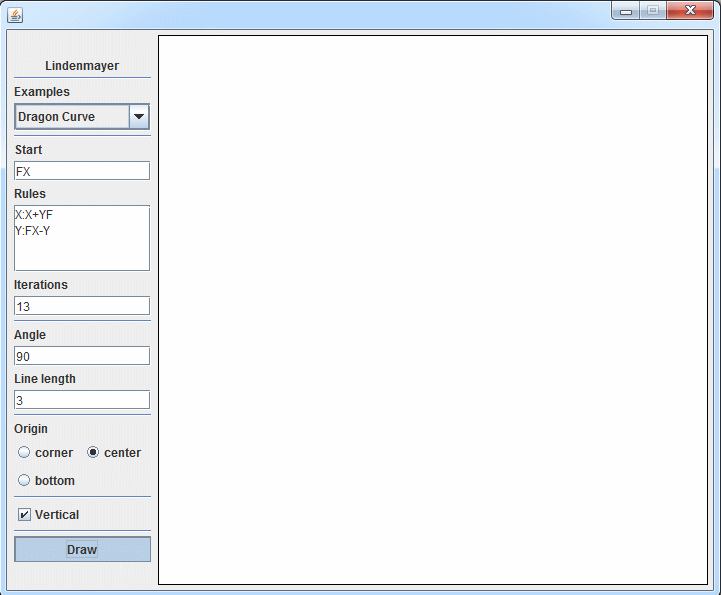 Lindenmayer
Examples
Dragon Curve
Start
FX
Rules
X:X+YF
Y:FX-Y
Iterations
13
Angle
90
Line length
3
Origin
corner center
bottom
Vertical
Draw